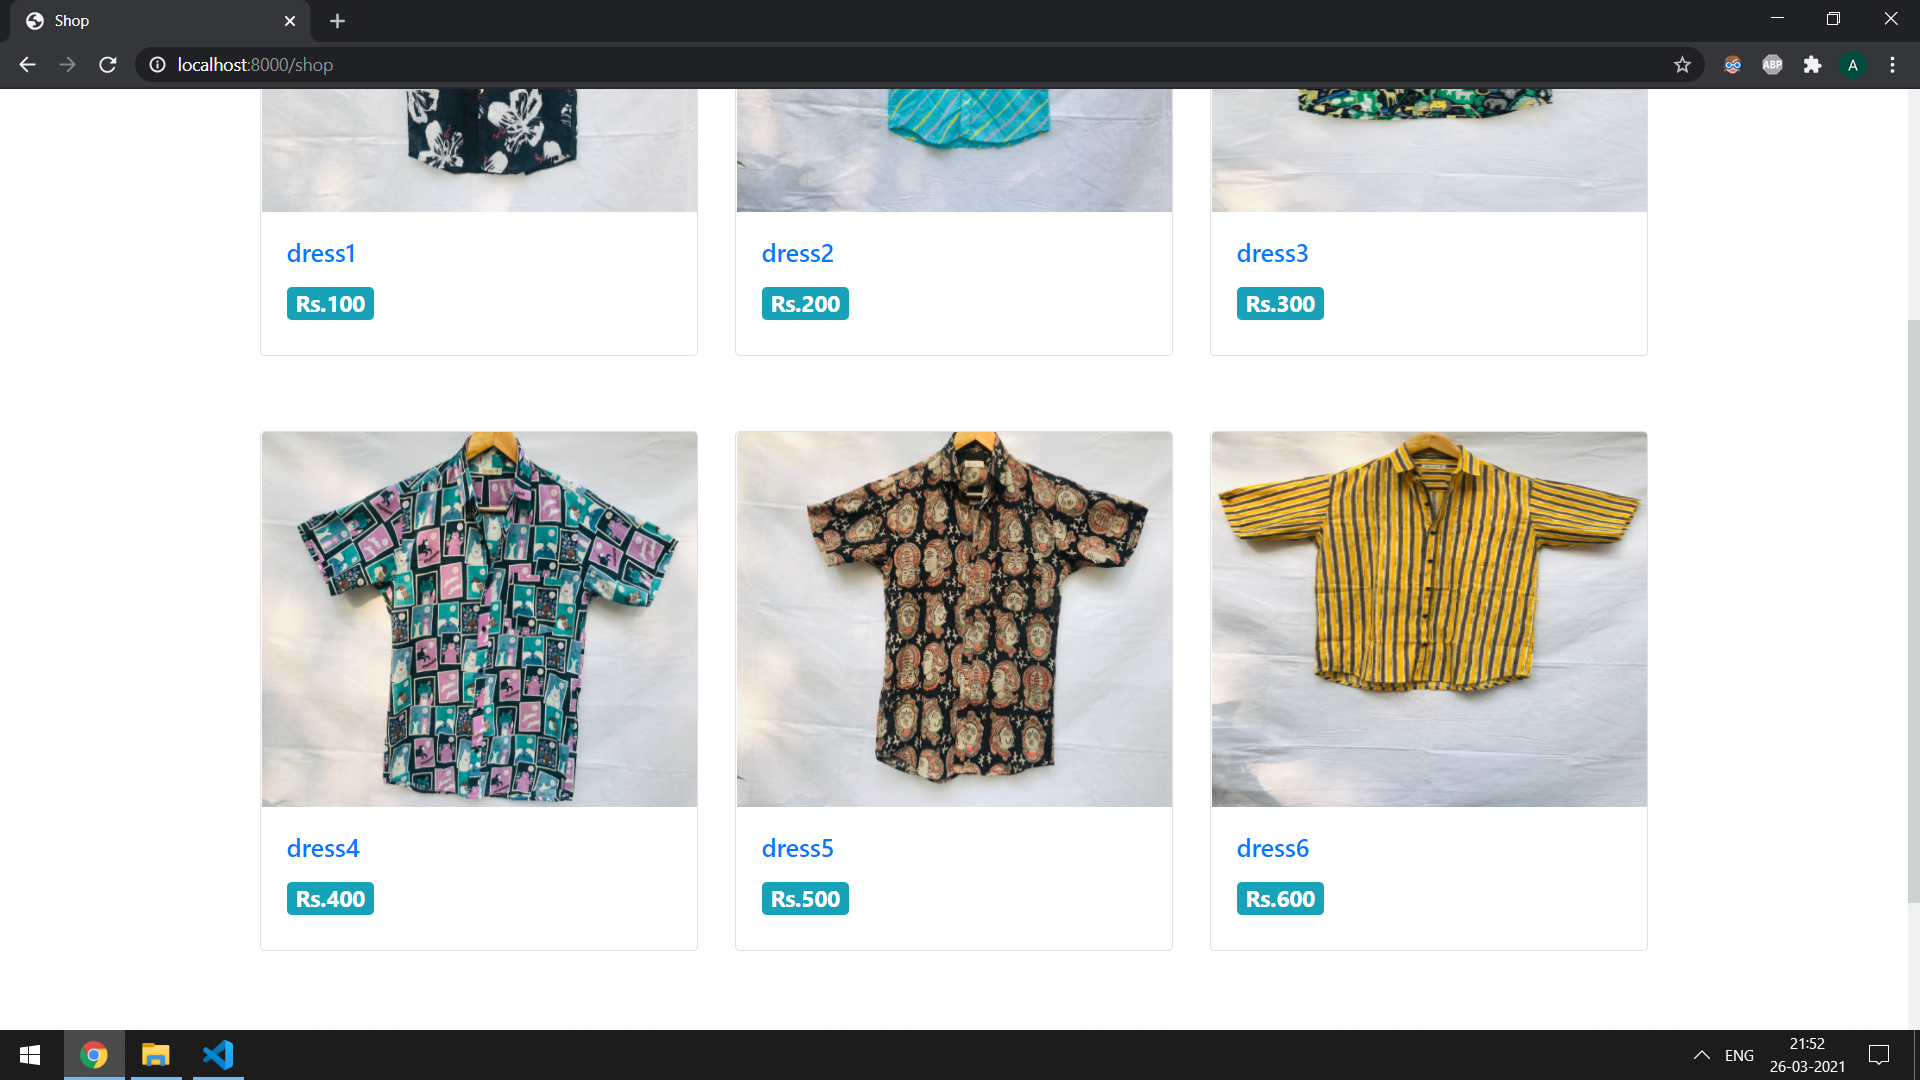 Shop
localhost:8000/shop
ABP
A
dress1
dress2
dress3
Rs.100
Rs.200
Rs.300
dress4
dress5
dress6
Rs.400
Rs.500
Rs.600
ENG
21:52
26-03-2021